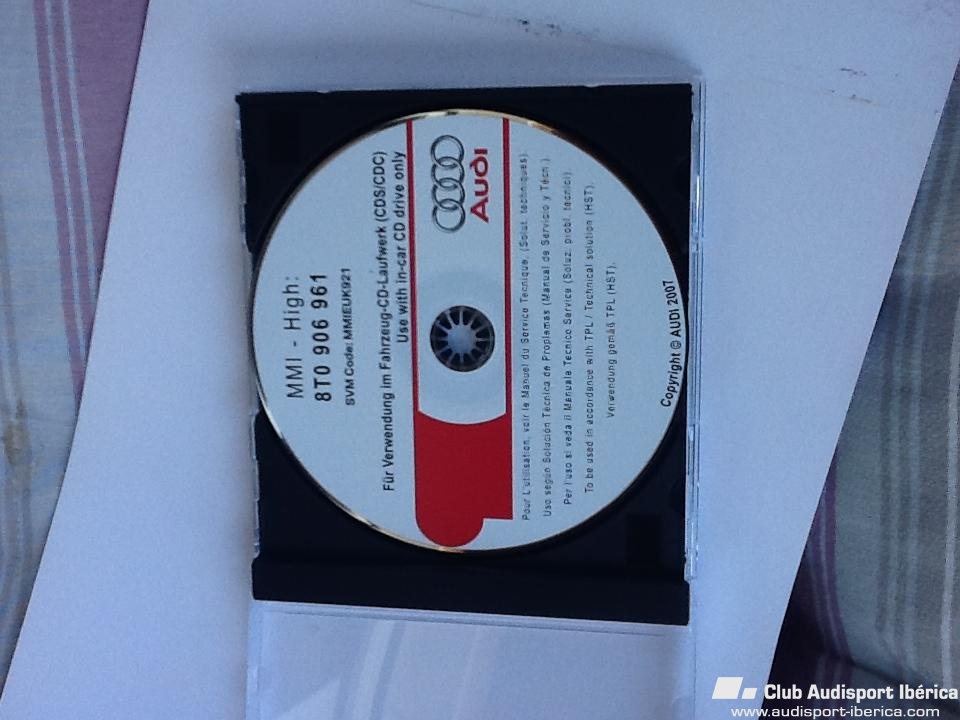 MMI - High:
8T0 906 961
SVM Code: MMIEUK921
Für Verwendung im Fahrzeug-CD-Laufwerk (CDS/CDC)
Use with in-car CD drive only
Audi
Pour L'utilisation, voir le Manuel du Service Tecnique, (Solut. techniques).
Uso según Solución Técnica de Proplemas (Manual de Servicio y Técn.).
Per l'uso si veda il Manuale Tecnico Service (Soluz. probl. tecnici).
To be used in accordance with TPL / Technical solution (HST).
Verwendung gemäß TPL (HST).
Copyright © AUDI 2007
Club Audisport Ibérica
www.audisport-iberica.com